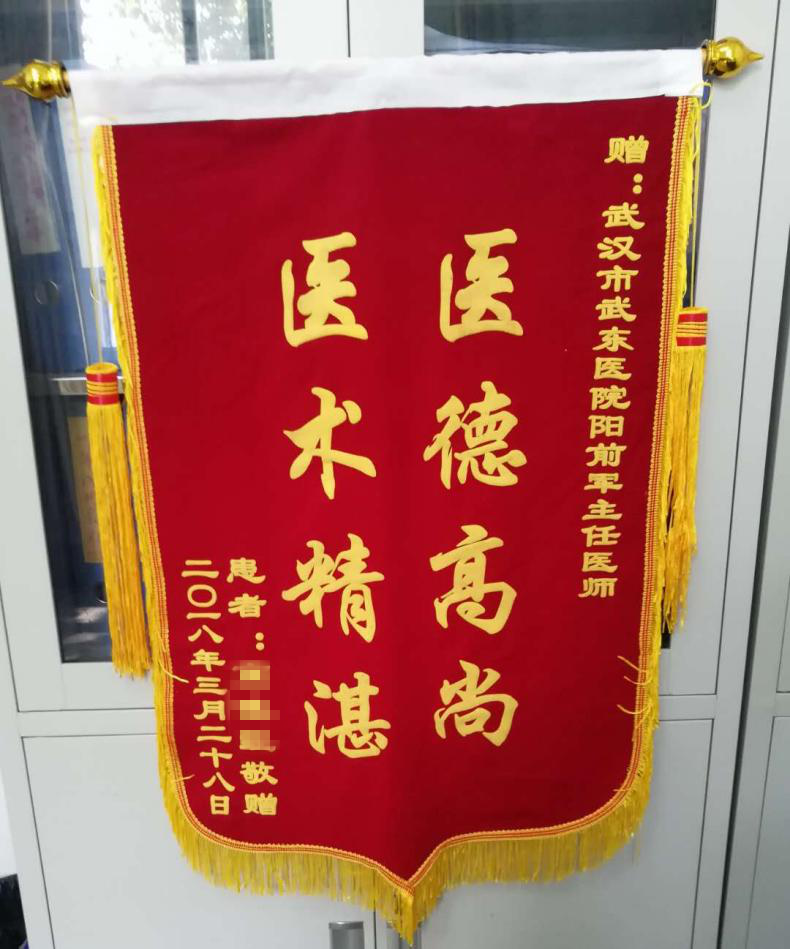 赠：武汉市武东医院阳前军主任医师
医德高尚
医术精湛
患者：敬赠
二〇一八年三月二十八日